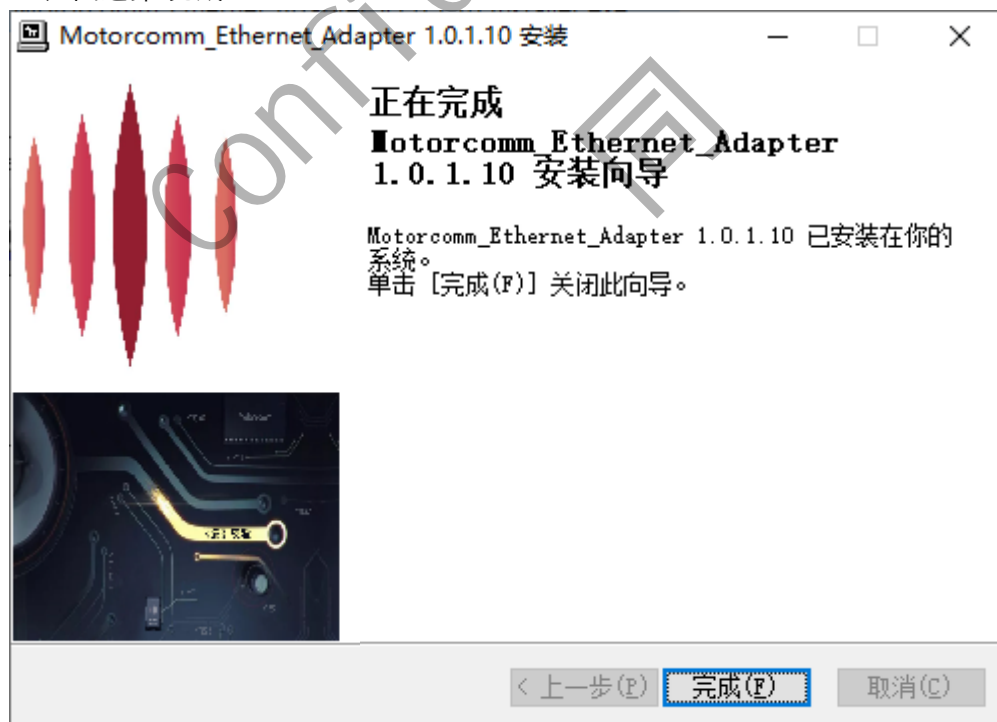 Motorcomm_Ethernet_Adapter 1.0.1.10 安装
正在完成
Motorcomm_Ethernet_Adapter
1.0.1.10 安装向导
Motorcomm_Ethernet_Adapter 1.0.1.10 已安装在你的
系统。
单击 [完成(F)] 关闭此向导。
< 上一步(P)
完成(F)
取消(C)